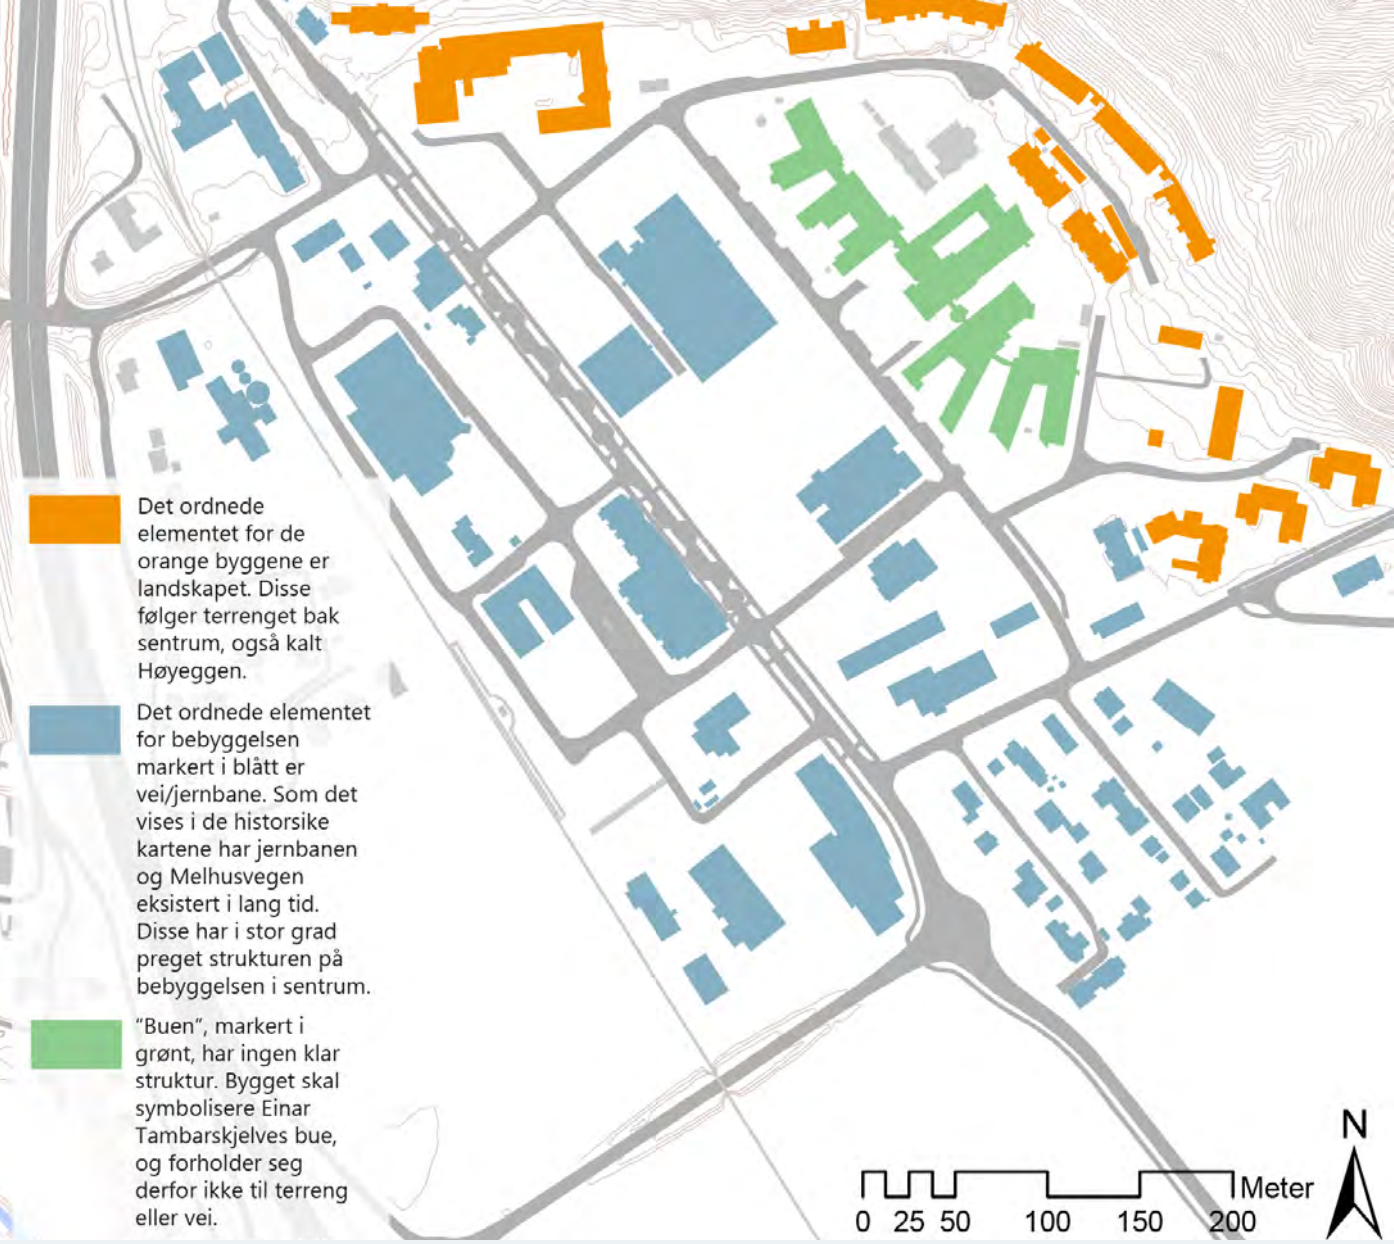 Det ordnede
elementet for de
orange byggene er
landskapet. Disse
følger terrenget bak
sentrum, også kalt
Høyeggen.
Det ordnede elementet
for bebyggelsen
markert i blått er
vei/jernbane. Som det
vises i de historsike
kartene har jernbanen
og Melhusvegen
eksistert i lang tid.
Disse har i stor grad
preget strukturen på
bebyggelsen i sentrum.
"Buen", markert i
grønt, har ingen klar
struktur. Bygget skal
symbolisere Einar
Tambarskjelves bue,
og forholder seg
derfor ikke til terreng
eller vei.
N
Meter
0 25 50 100 150 200